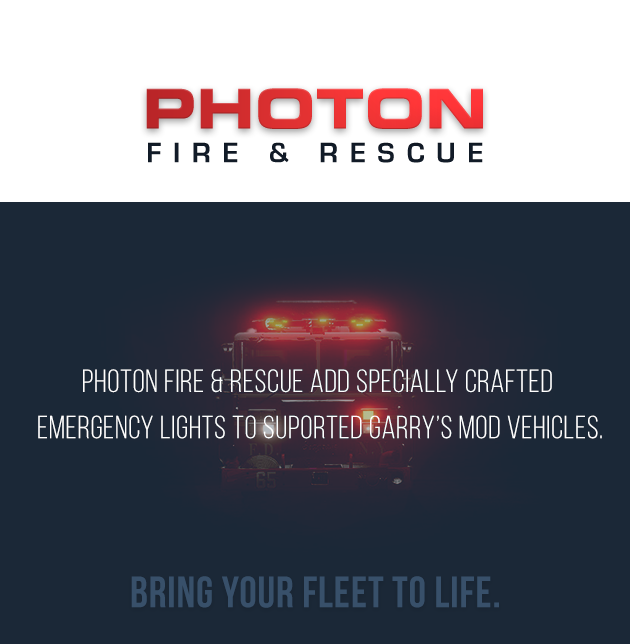 PHOTON
FIRE & RESCUE
PHOTON FIRE & RESCUE ADD SPECIALLY CRAFTED
EMERGENCY LIGHTS TO SUPORTED GARRY'S MOD VEHICLES.
65
BRING YOUR FLEET TO LIFE.